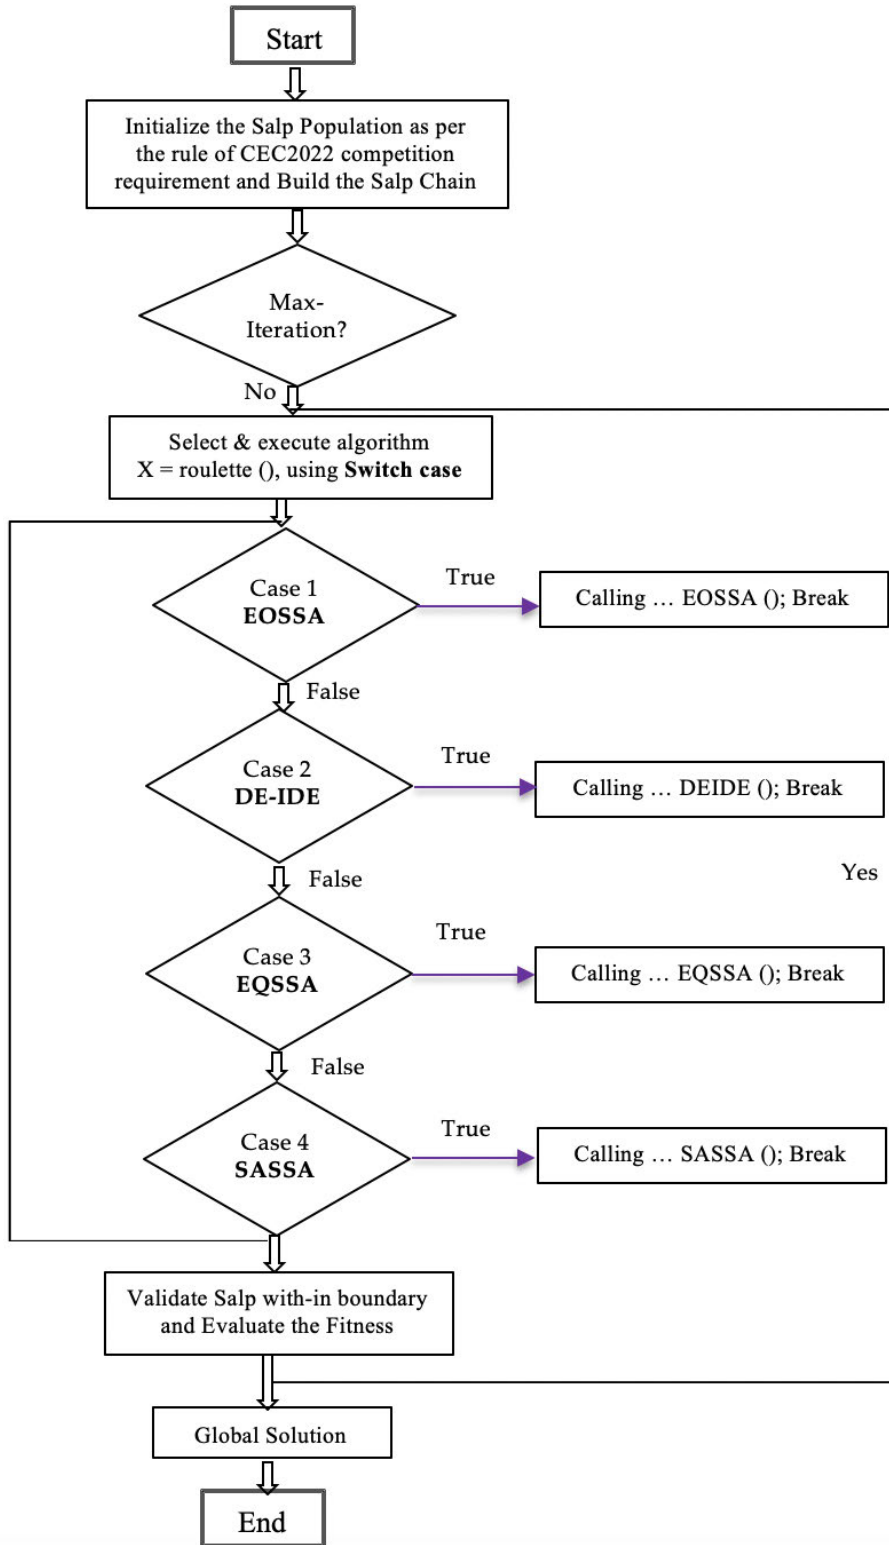 Start
Initialize the Salp Population as per
the rule of CEC2022 competition
requirement and Build the Salp Chain
Max-
Iteration?
No
Select & execute algorithm
X = roulette (), using Switch case
Case 1
EOSSA
True
Calling … EOSSA (); Break
False
Case 2
DE-IDE
True
Calling … DEIDE (); Break
False
Yes
Case 3
EQSSA
True
Calling … EQSSA (); Break
False
Case 4
SASSA
True
Calling … SASSA (); Break
Validate Salp with-in boundary
and Evaluate the Fitness
Global Solution
End